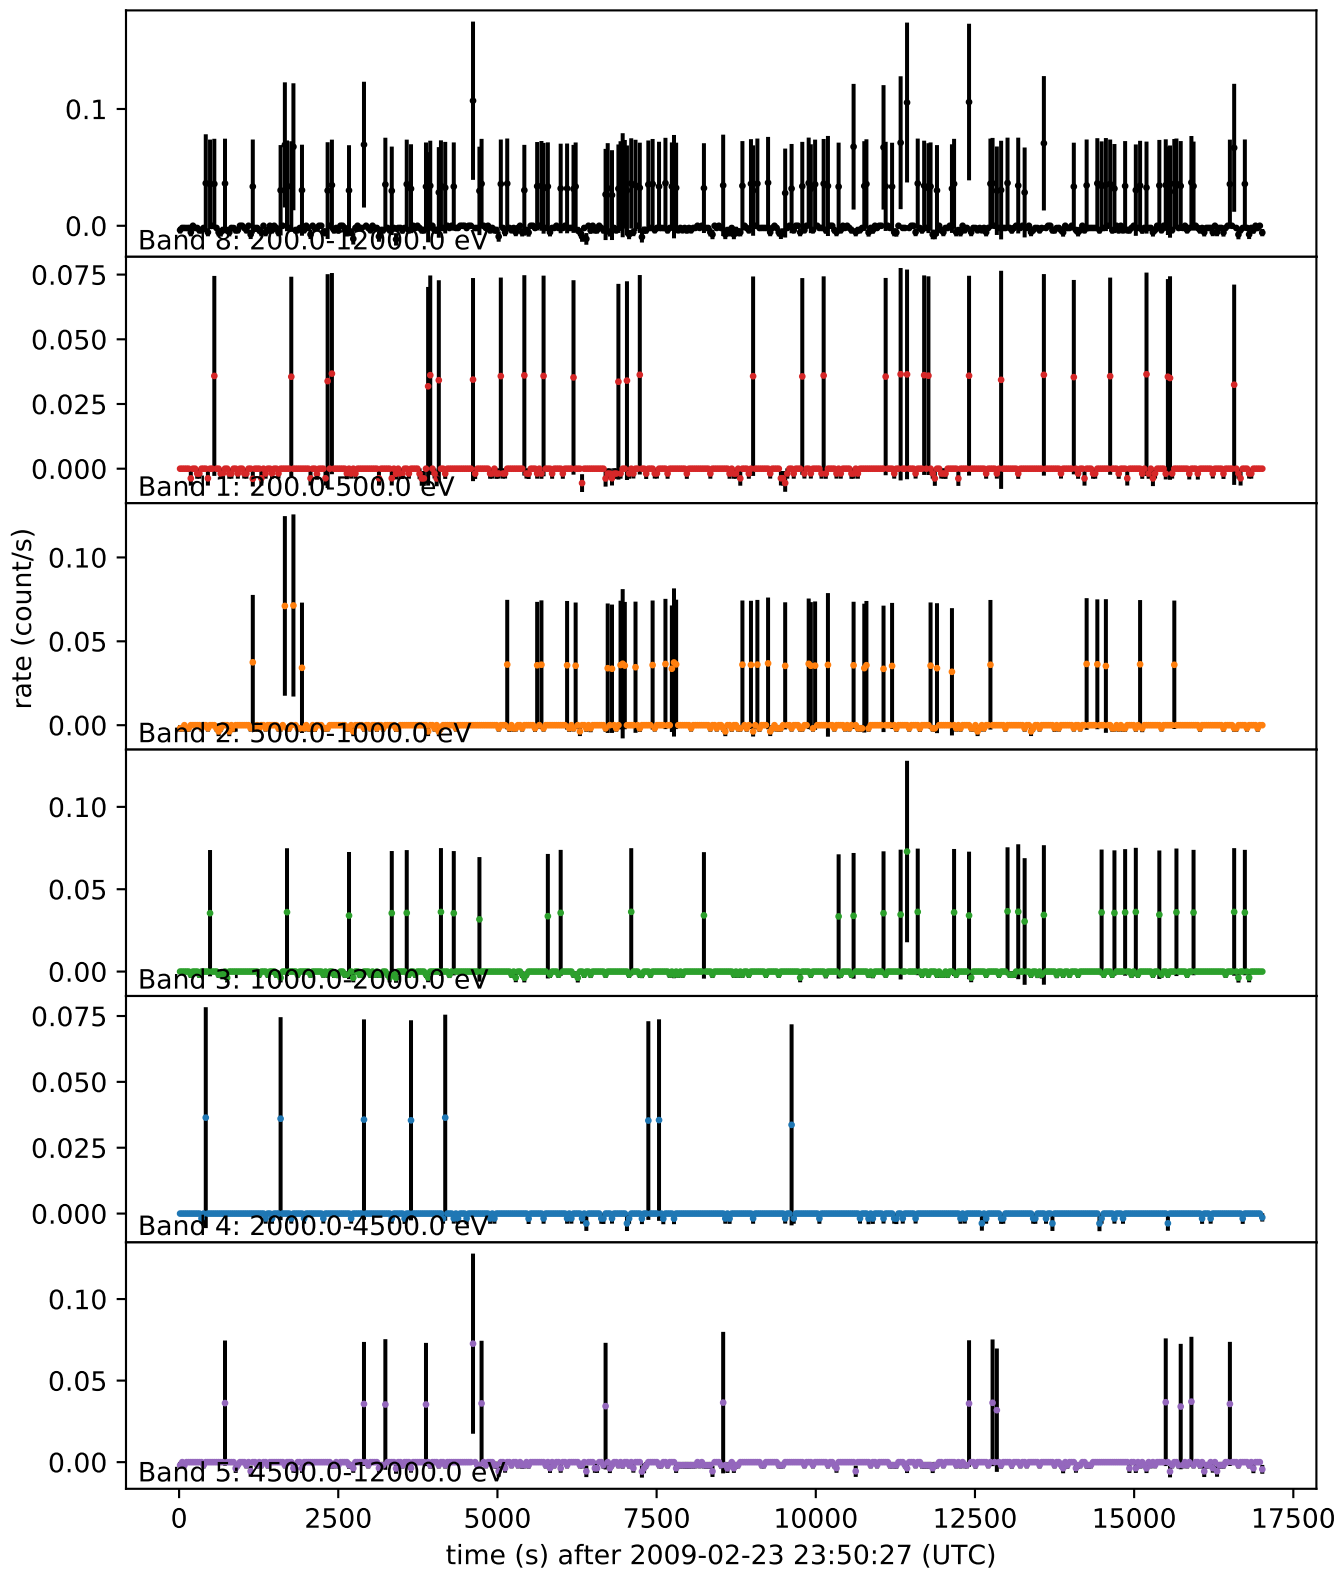 0.1
0.0
Band 8: 200.0-12000.0 eV
0.075
0.050
0.025
0.000
Band 1: 200.0-500.0 eV
rate (count/s)
0.10
0.05
0.00
Band 2: 500.0-1000.0 eV
0.10
0.05
0.00
Band 3: 1000.0-2000.0 eV
0.075
0.050
0.025
0.000
Band 4: 2000.0-4500.0 eV
0.10
0.05
0.00
Band 5: 4500.0-12000.0 eV
0 2500 5000 7500 10000 12500 15000 17500
time (s) after 2009-02-23 23:50:27 (UTC)